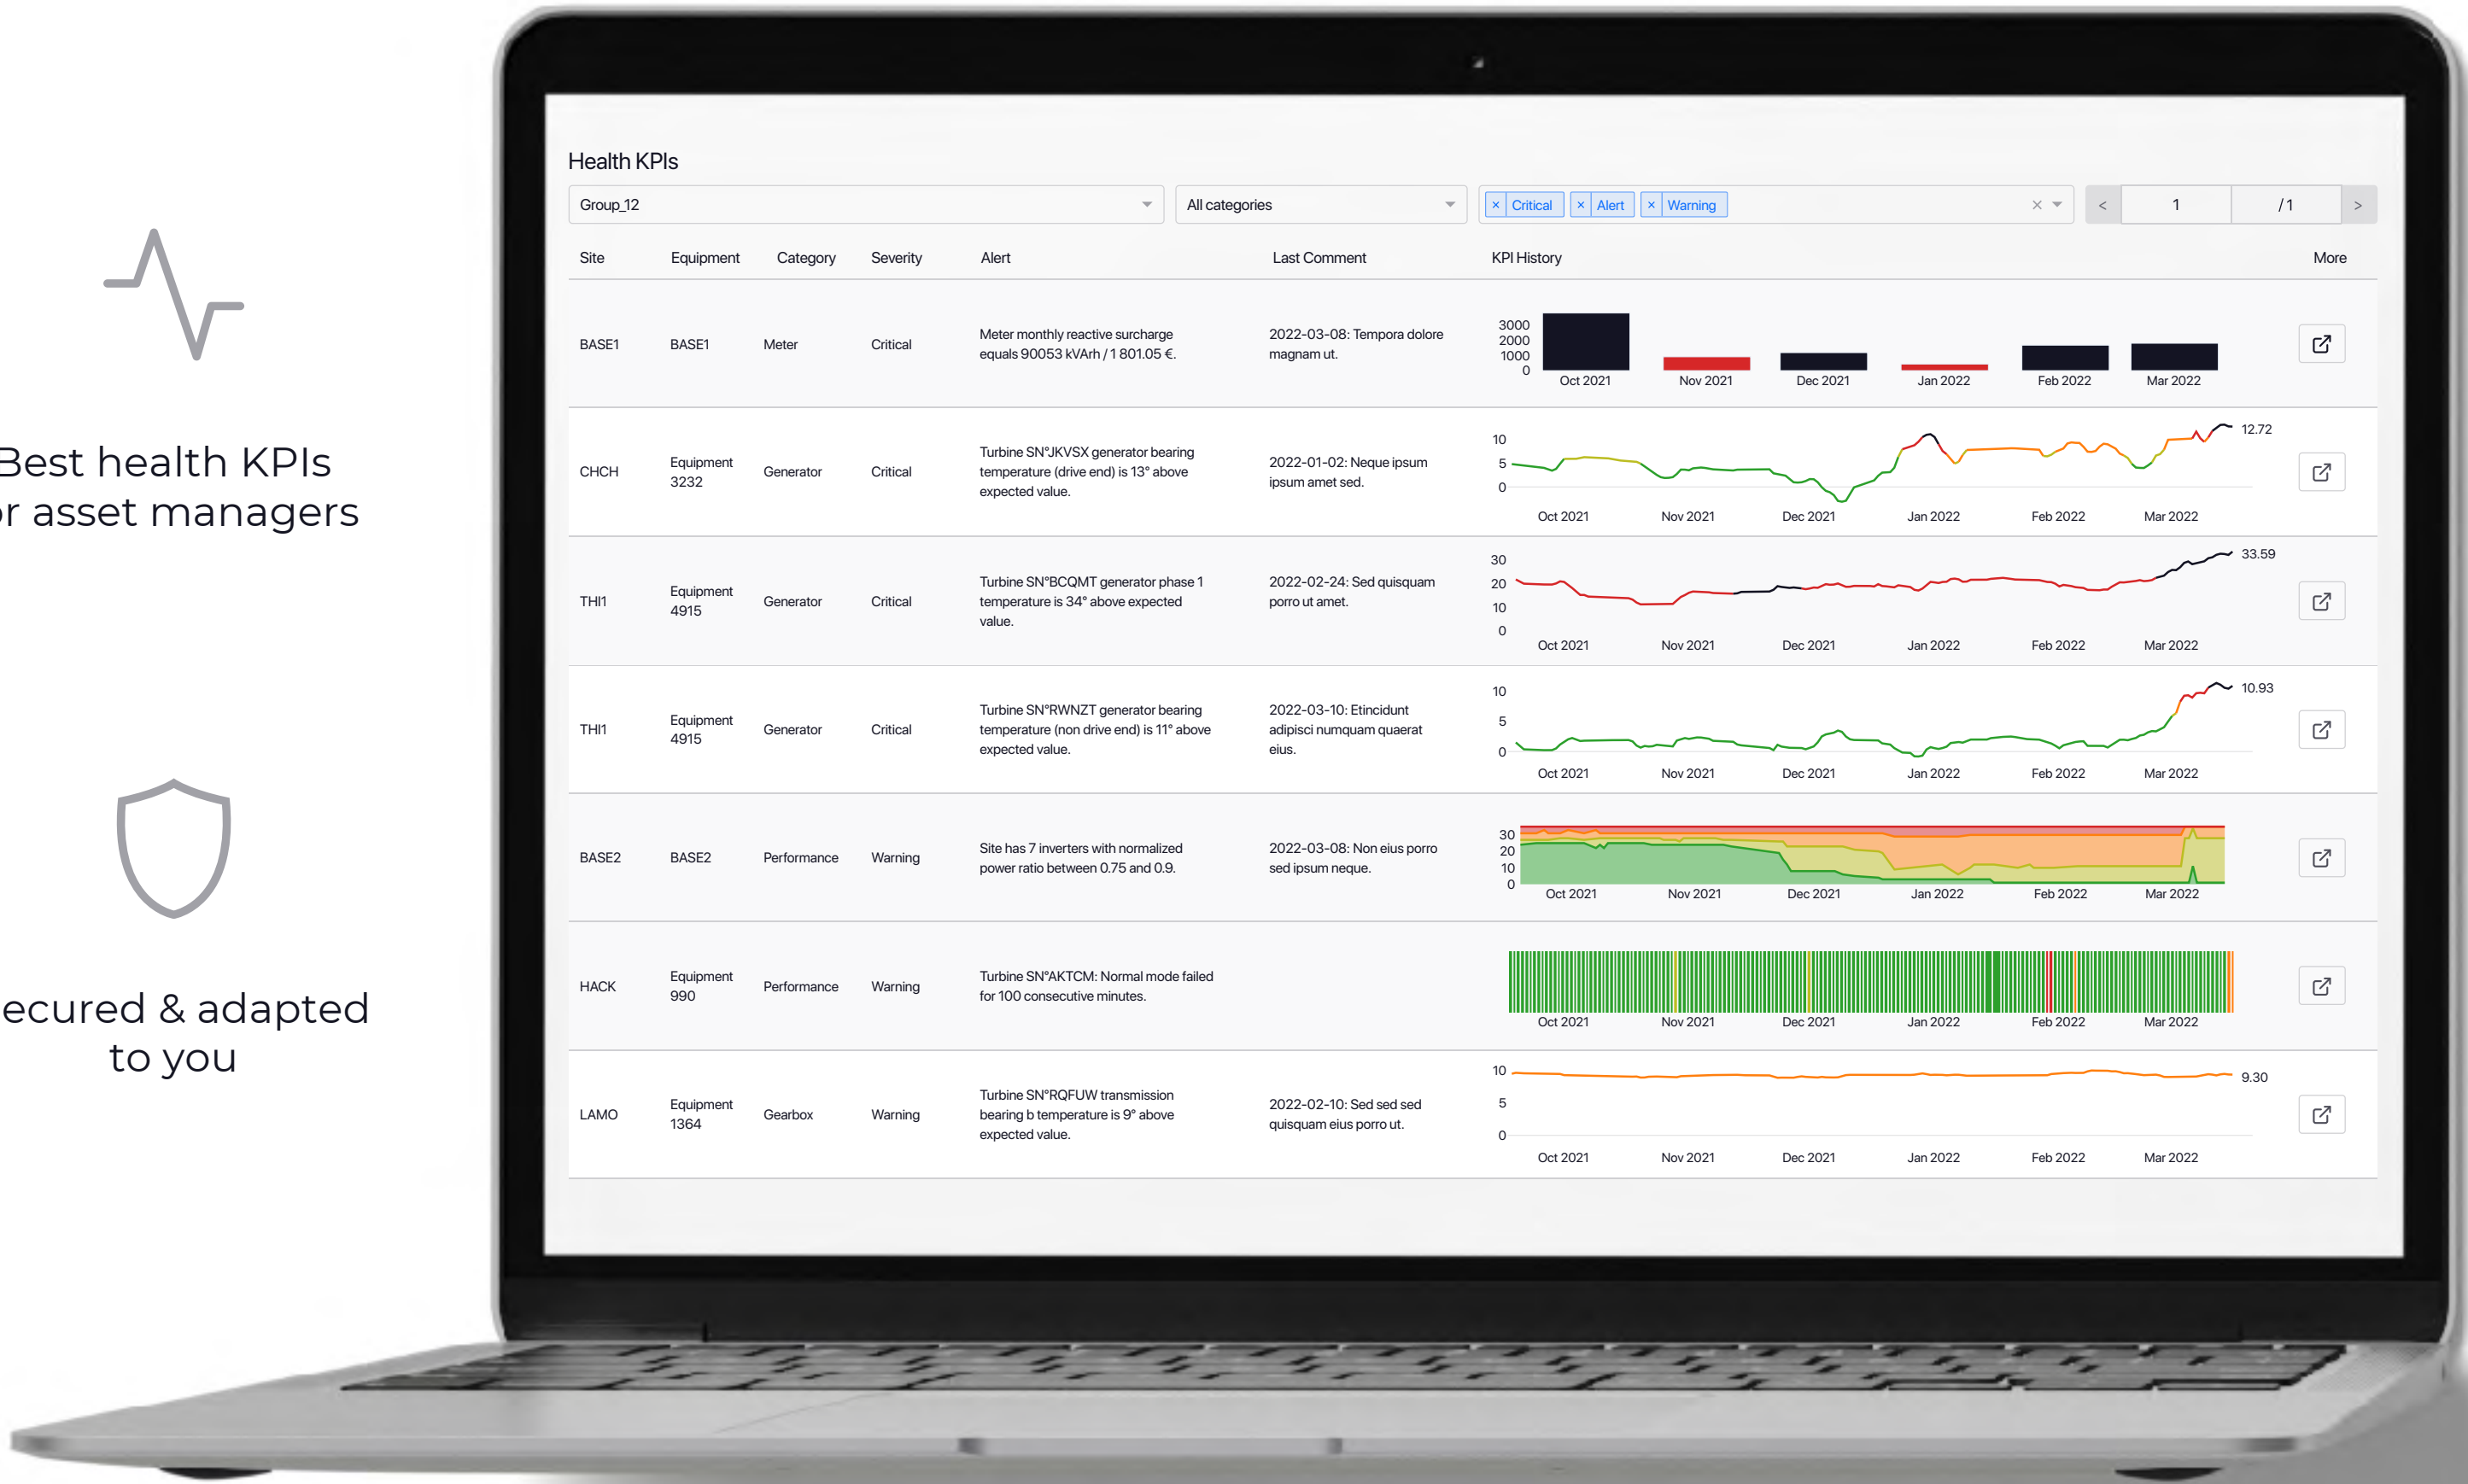 Best health KPIs
or asset managers
ecured & adapted
to you
Health KPIs
Group_12
All categories
× Critical × Alert × Warning
× < 1 / 1 >
Site Equipment Category Severity Alert Last Comment KPI History More
BASE1 BASE1 Meter Critical
Meter monthly reactive surcharge
equals 90053 kVArh / 1 801.05 €.
2022-03-08: Tempora dolore
magnam ut.
3000
2000
1000
0
Oct 2021 Nov 2021 Dec 2021 Jan 2022 Feb 2022 Mar 2022
CHCH
Equipment
3232
Generator Critical
Turbine SN°JKVSX generator bearing
temperature (drive end) is 13° above
expected value.
2022-01-02: Neque ipsum
ipsum amet sed.
10
5
0
12.72
Oct 2021 Nov 2021 Dec 2021 Jan 2022 Feb 2022 Mar 2022
THI1
Equipment
4915
Generator Critical
Turbine SN°BCQMT generator phase 1
temperature is 34° above expected
value.
2022-02-24: Sed quisquam
porro ut amet.
30
20
10
0
33.59
Oct 2021 Nov 2021 Dec 2021 Jan 2022 Feb 2022 Mar 2022
THI1
Equipment
4915
Generator Critical
Turbine SN°RWNZT generator bearing
temperature (non drive end) is 11° above
expected value.
2022-03-10: Etincidunt
adipisci numquam quaerat
eius.
10
5
0
10.93
Oct 2021 Nov 2021 Dec 2021 Jan 2022 Feb 2022 Mar 2022
BASE2 BASE2 Performance Warning
Site has 7 inverters with normalized
power ratio between 0.75 and 0.9.
2022-03-08: Non eius porro
sed ipsum neque.
30
20
10
0
Oct 2021 Nov 2021 Dec 2021 Jan 2022 Feb 2022 Mar 2022
HACK
Equipment
990
Performance Warning
Turbine SN°AKTCM: Normal mode failed
for 100 consecutive minutes.
Oct 2021 Nov 2021 Dec 2021 Jan 2022 Feb 2022 Mar 2022
LAMO
Equipment
1364
Gearbox Warning
Turbine SN°RQFUW transmission
bearing b temperature is 9° above
expected value.
2022-02-10: Sed sed sed
quisquam eius porro ut.
10
5
0
9.30
Oct 2021 Nov 2021 Dec 2021 Jan 2022 Feb 2022 Mar 2022